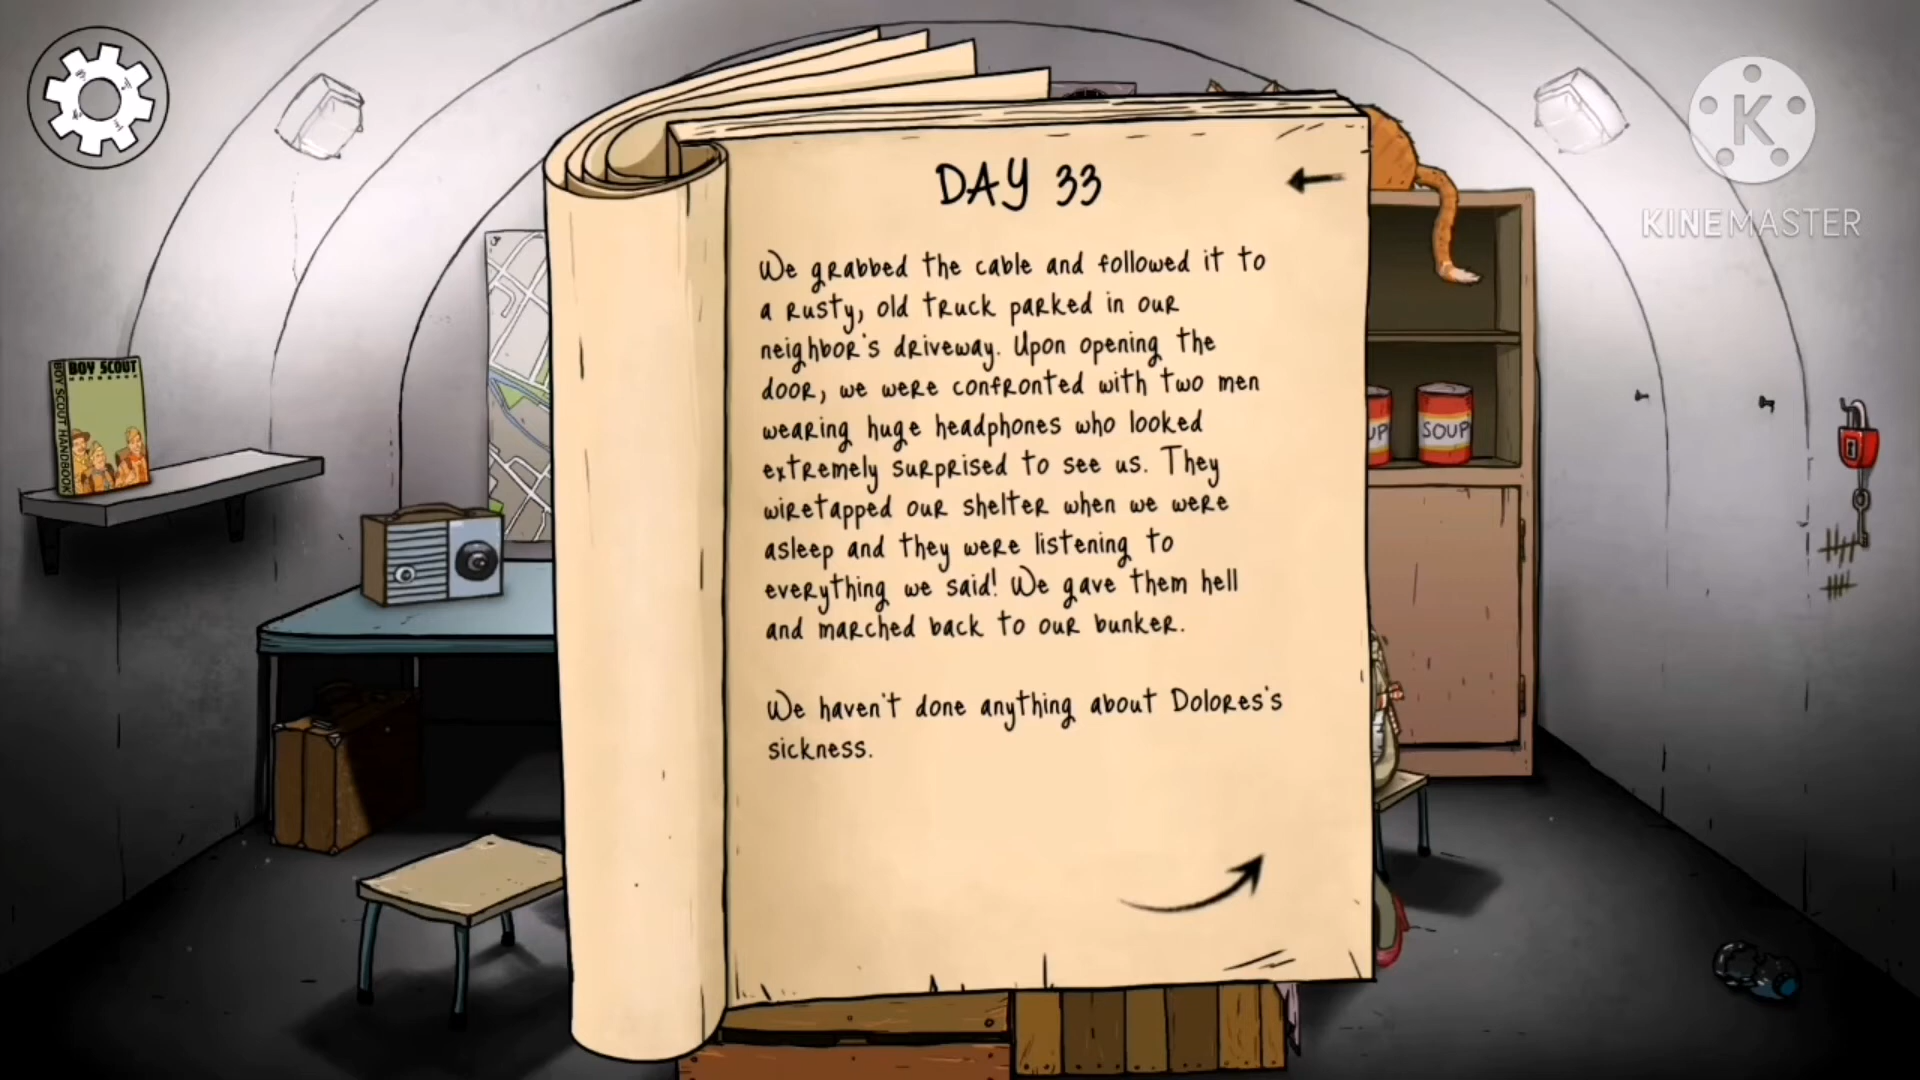 DAY 33
We grabbed the cable and followed it to
a rusty, old truck parked in our
neighbor's driveway. Upon opening the
door, we were confronted with two men
wearing huge headphones who looked
extremely surprised to see us. They
wiretapped our shelter when we were
asleep and they were listening to
everything we said! We gave them hell
and marched back to our bunker.
We haven't done anything about Dolores's
sickness.
K
KINEMASTER
BOY SCOUT
HANDBOOK
BOY SCOUT HANDBOOK
UP
SOUP